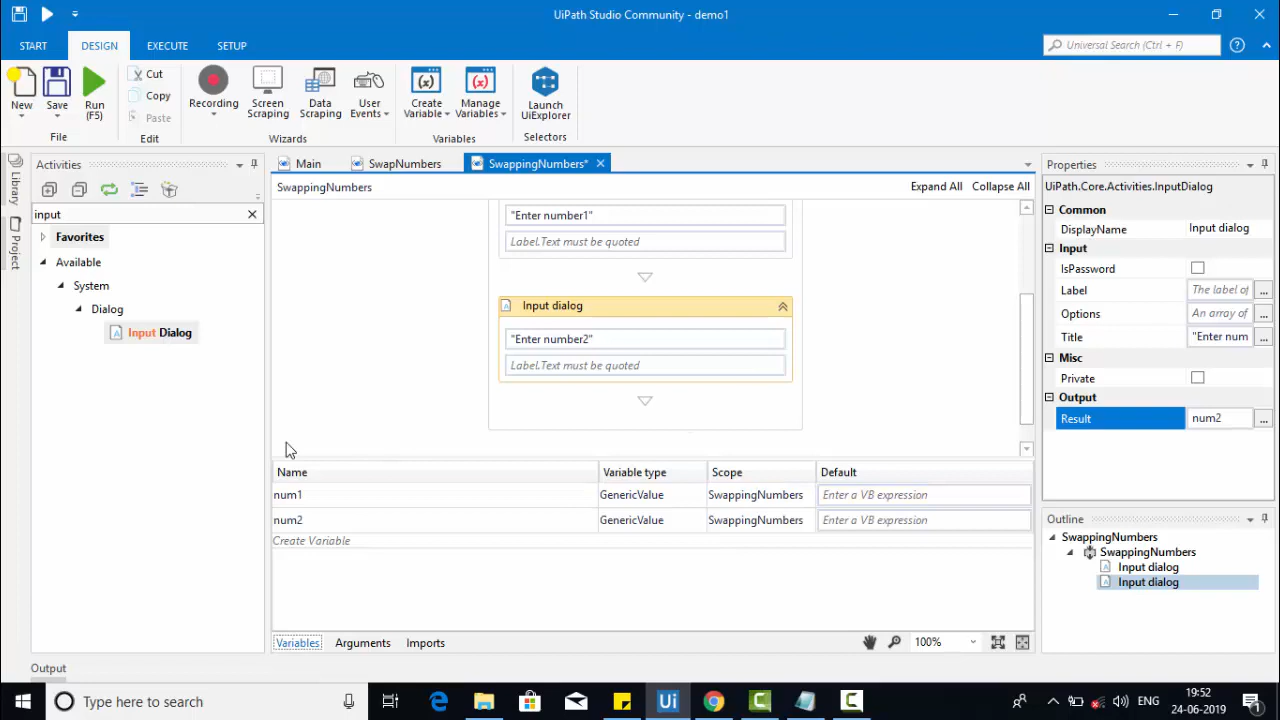 UiPath Studio Community - demo1
START DESIGN EXECUTE SETUP
Universal Search (Ctrl + F)
New Save Run (F5) Cut Copy Paste
Recording Screen Scraping Data Scraping User Events
Create Variable Manage Variables Launch UiExplorer
File Edit Wizards Variables Selectors
Activities
Library
Project
input
Favorites
Available
System
Dialog
Input Dialog
Main SwapNumbers SwappingNumbers*
SwappingNumbers Expand All Collapse All
"Enter number1"
Label.Text must be quoted
Input dialog
"Enter number2"
Label.Text must be quoted
Name Variable type Scope Default
num1 GenericValue SwappingNumbers Enter a VB expression
num2 GenericValue SwappingNumbers Enter a VB expression
Create Variable
Variables Arguments Imports 100%
Properties
UiPath.Core.Activities.InputDialog
Common
DisplayName Input dialog
Input
IsPassword
Label The label of ...
Options An array of ...
Title "Enter num ...
Misc
Private
Output
Result num2 ...
Outline
SwappingNumbers
SwappingNumbers
Input dialog
Input dialog
Output
Type here to search
Ui
ENG
19:52
24-06-2019
1